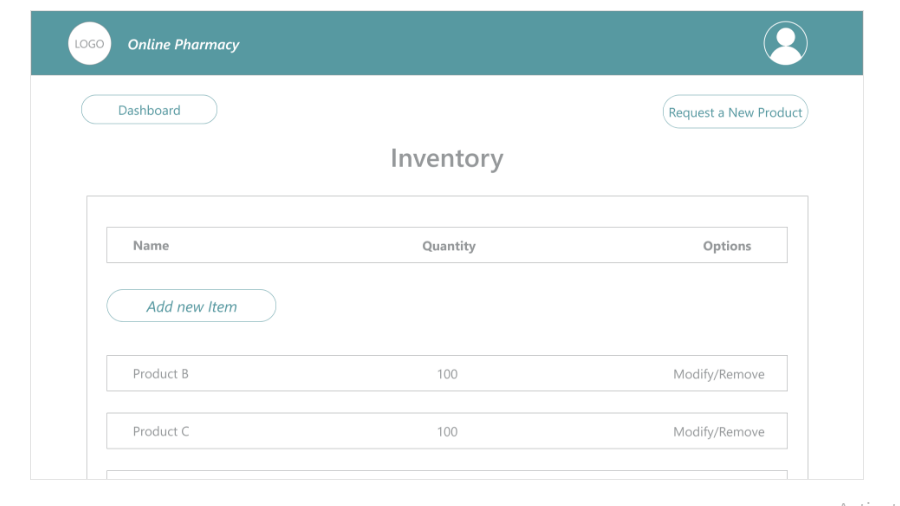 LOGO Online Pharmacy
Dashboard
Request a New Product
Inventory
Name Quantity Options
Add new Item
Product B 100 Modify/Remove
Product C 100 Modify/Remove